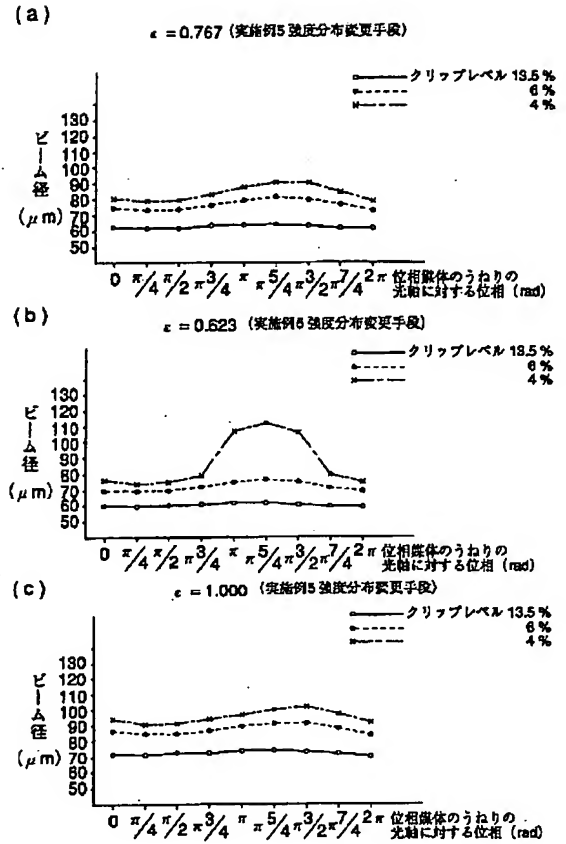 (a)
ε = 0.767 (実施例5 強度分布変更手段)
クリップレベル 13.5 %
6 %
4 %
130
120
110
100
90
80
70
60
50
ビーム径
(μm)
0 π/4 π/2 π3/4 π π5/4 π3/2 π7/4 2π
位相媒体のうねりの
光軸に対する位相 (rad)
(b)
ε = 0.623 (実施例5 強度分布変更手段)
クリップレベル 13.5 %
6 %
4 %
130
120
110
100
90
80
70
60
50
ビーム径
(μm)
0 π/4 π/2 π3/4 π π5/4 π3/2 π7/4 2π
位相媒体のうねりの
光軸に対する位相 (rad)
(c)
ε = 1.000 (実施例5 強度分布変更手段)
クリップレベル 13.5 %
6 %
4 %
130
120
110
100
90
80
70
60
50
ビーム径
(μm)
0 π/4 π/2 π3/4 π π5/4 π3/2 π7/4 2π
位相媒体のうねりの
光軸に対する位相 (rad)